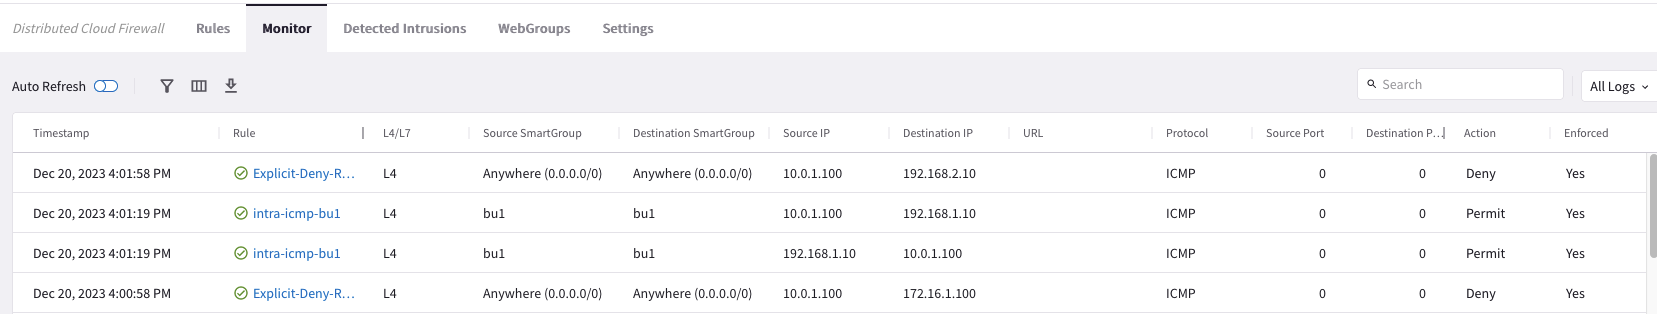 Distributed Cloud Firewall Rules Monitor Detected Intrusions WebGroups Settings
Auto Refresh Search All Logs
Timestamp Rule L4/L7 Source SmartGroup Destination SmartGroup Source IP Destination IP URL Protocol Source Port Destination P... Action Enforced
Dec 20, 2023 4:01:58 PM Explicit-Deny-R... L4 Anywhere (0.0.0.0/0) Anywhere (0.0.0.0/0) 10.0.1.100 192.168.2.10 ICMP 0 0 Deny Yes
Dec 20, 2023 4:01:19 PM intra-icmp-bu1 L4 bu1 bu1 10.0.1.100 192.168.1.10 ICMP 0 0 Permit Yes
Dec 20, 2023 4:01:19 PM intra-icmp-bu1 L4 bu1 bu1 192.168.1.10 10.0.1.100 ICMP 0 0 Permit Yes
Dec 20, 2023 4:00:58 PM Explicit-Deny-R... L4 Anywhere (0.0.0.0/0) Anywhere (0.0.0.0/0) 10.0.1.100 172.16.1.100 ICMP 0 0 Deny Yes